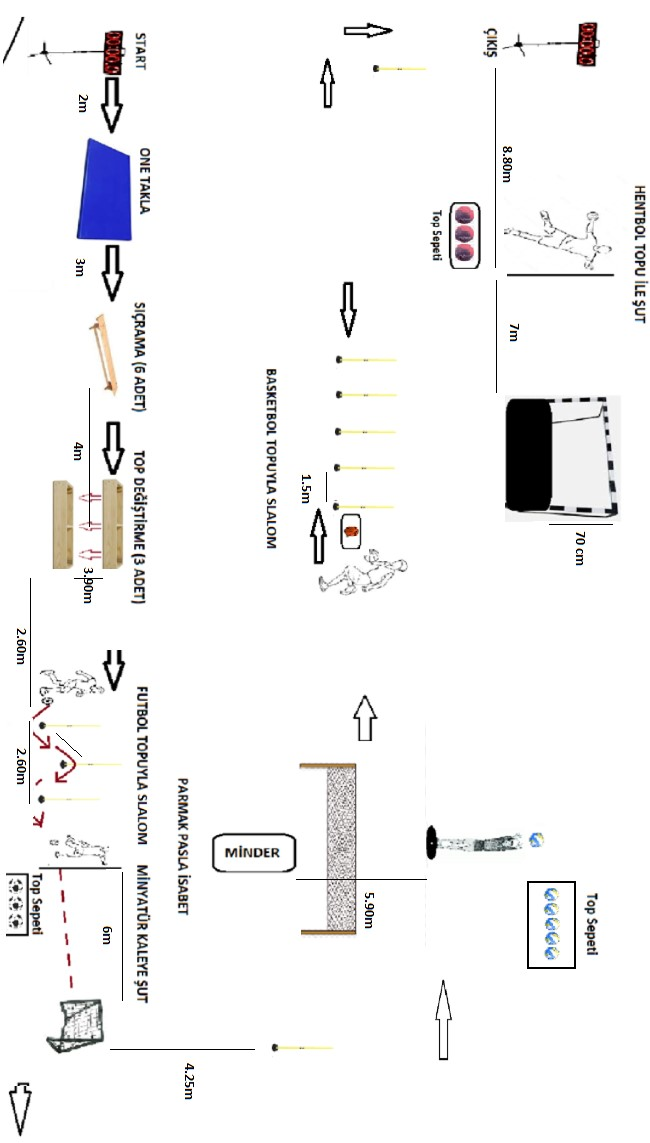 START
2m
ÖNE TAKLA
3m
SIÇRAMA (6 ADET)
4m
TOP DEĞİŞTİRME (3 ADET)
3.90m
2.60m
FUTBOL TOPUYLA SLALOM
2.60m
MİNYATÜR KALEYE ŞUT
Top Sepeti
6m
4.25m
PARMAK PASLA İSABET
MİNDER
5.90m
Top Sepeti
BASKETBOL TOPUYLA SLALOM
1.5m
HENTBOL TOPU İLE ŞUT
70 cm
7m
Top Sepeti
8.80m
ÇIKIŞ